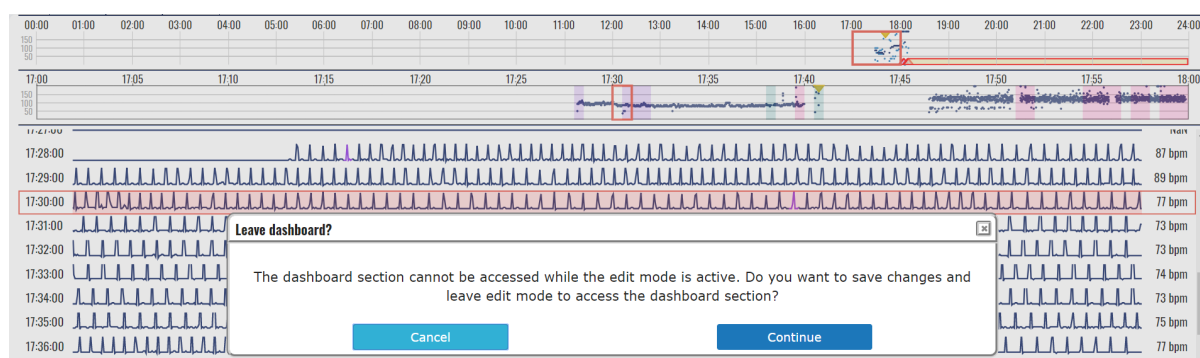 00:00 01:00 02:00 03:00 04:00 05:00 06:00 07:00 08:00 09:00 10:00 11:00 12:00 13:00 14:00 15:00 16:00 17:00 18:00 19:00 20:00 21:00 22:00 23:00 24:00
150
100
50
17:00 17:05 17:10 17:15 17:20 17:25 17:30 17:35 17:40 17:45 17:50 17:55 18:00
150
100
50
17:27:00 NaN
17:28:00 87 bpm
17:29:00 89 bpm
17:30:00 77 bpm
17:31:00 73 bpm
Leave dashboard?
17:32:00 73 bpm
17:33:00 74 bpm
The dashboard section cannot be accessed while the edit mode is active. Do you want to save changes and
leave edit mode to access the dashboard section?
17:34:00 73 bpm
17:35:00 75 bpm
Cancel Continue
17:36:00 77 bpm